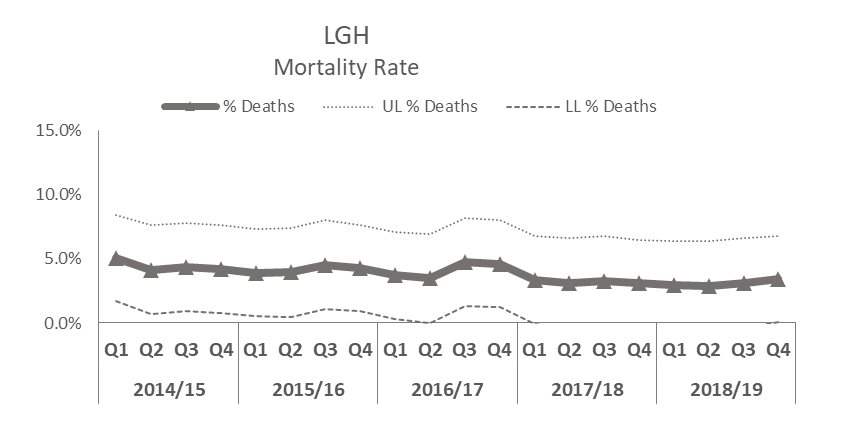 LGH
Mortality Rate
% Deaths UL % Deaths LL % Deaths
15.0%
10.0%
5.0%
0.0%
Q1 Q2 Q3 Q4 Q1 Q2 Q3 Q4 Q1 Q2 Q3 Q4 Q1 Q2 Q3 Q4 Q1 Q2 Q3 Q4
2014/15 2015/16 2016/17 2017/18 2018/19